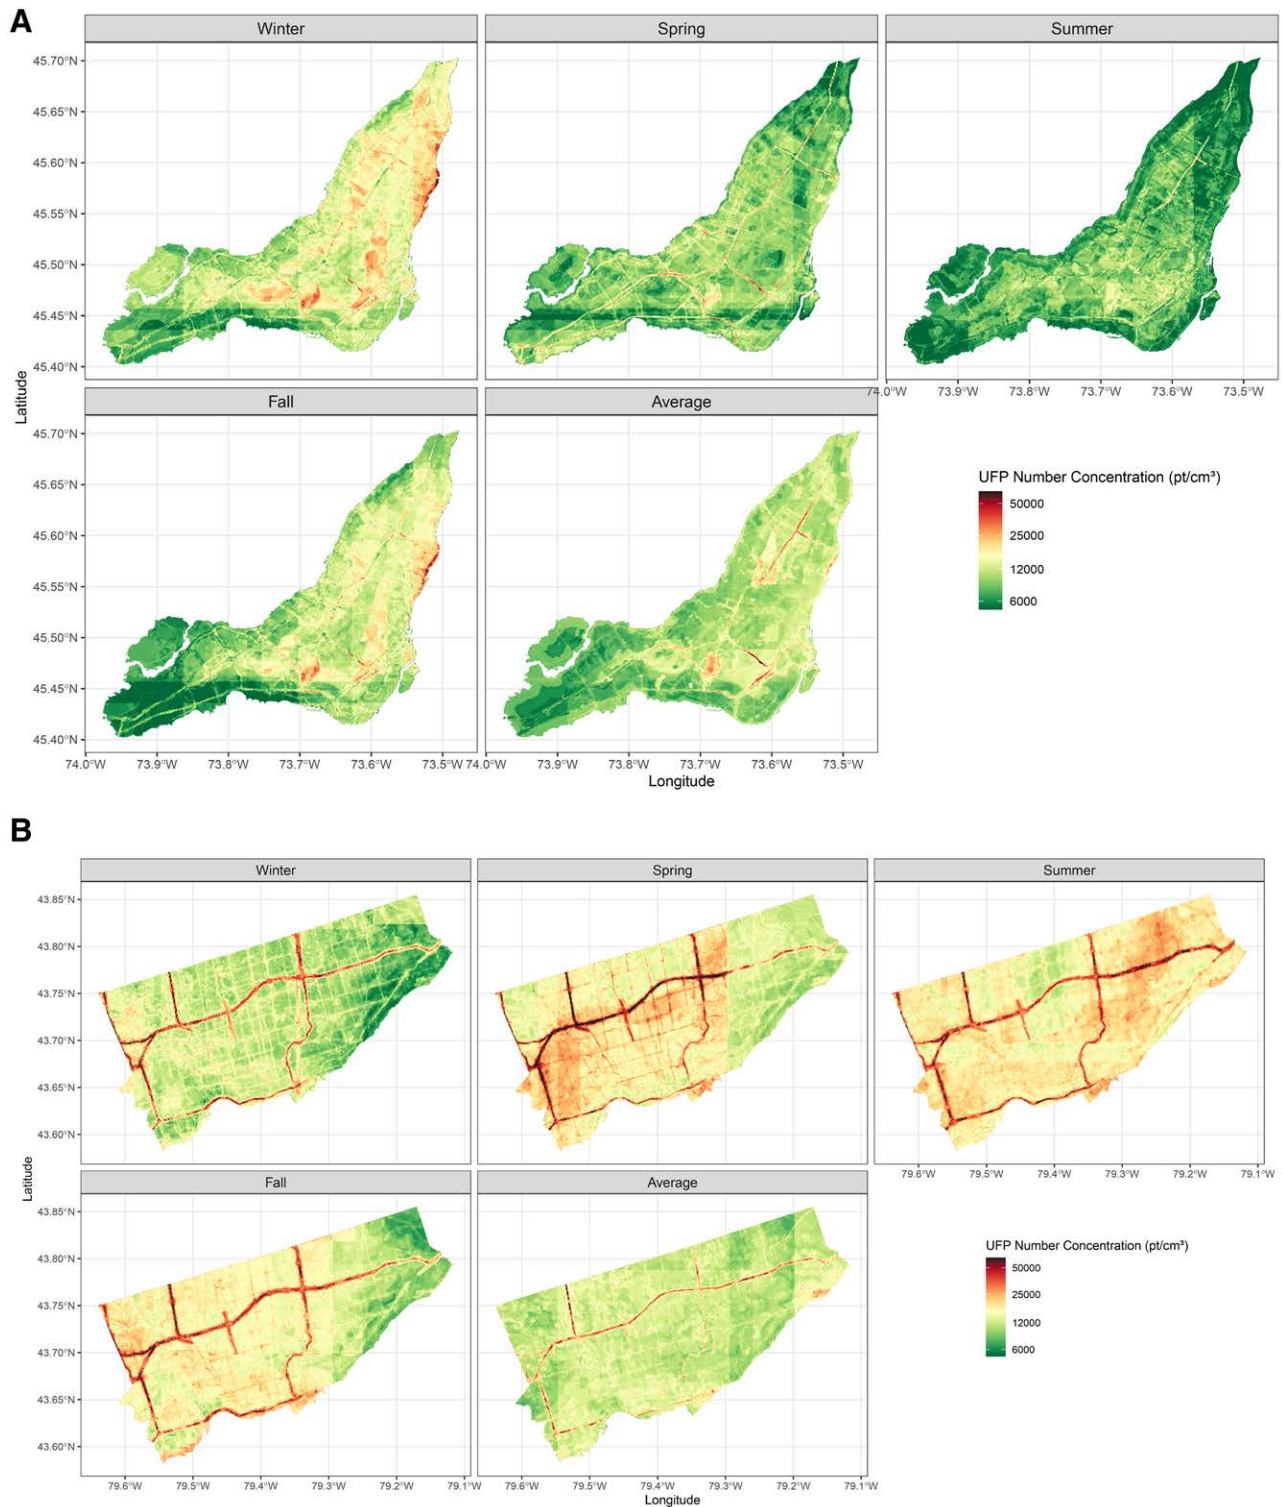 A
Winter
Spring
Summer
45.70°N
45.65°N
45.60°N
45.55°N
45.50°N
45.45°N
45.40°N
74.0°W 73.9°W 73.8°W 73.7°W 73.6°W 73.5°W
Latitude
Fall
Average
45.70°N
45.65°N
45.60°N
45.55°N
45.50°N
45.45°N
45.40°N
74.0°W 73.9°W 73.8°W 73.7°W 73.6°W 73.5°W 74.0°W 73.9°W 73.8°W 73.7°W 73.6°W 73.5°W
Longitude
UFP Number Concentration (pt/cm³)
50000
25000
12000
6000
B
Winter
Spring
Summer
43.85°N
43.80°N
43.75°N
43.70°N
43.65°N
43.60°N
79.6°W 79.5°W 79.4°W 79.3°W 79.2°W 79.1°W
Latitude
Fall
Average
43.85°N
43.80°N
43.75°N
43.70°N
43.65°N
43.60°N
79.6°W 79.5°W 79.4°W 79.3°W 79.2°W 79.1°W 79.6°W 79.5°W 79.4°W 79.3°W 79.2°W 79.1°W
Longitude
UFP Number Concentration (pt/cm³)
50000
25000
12000
6000